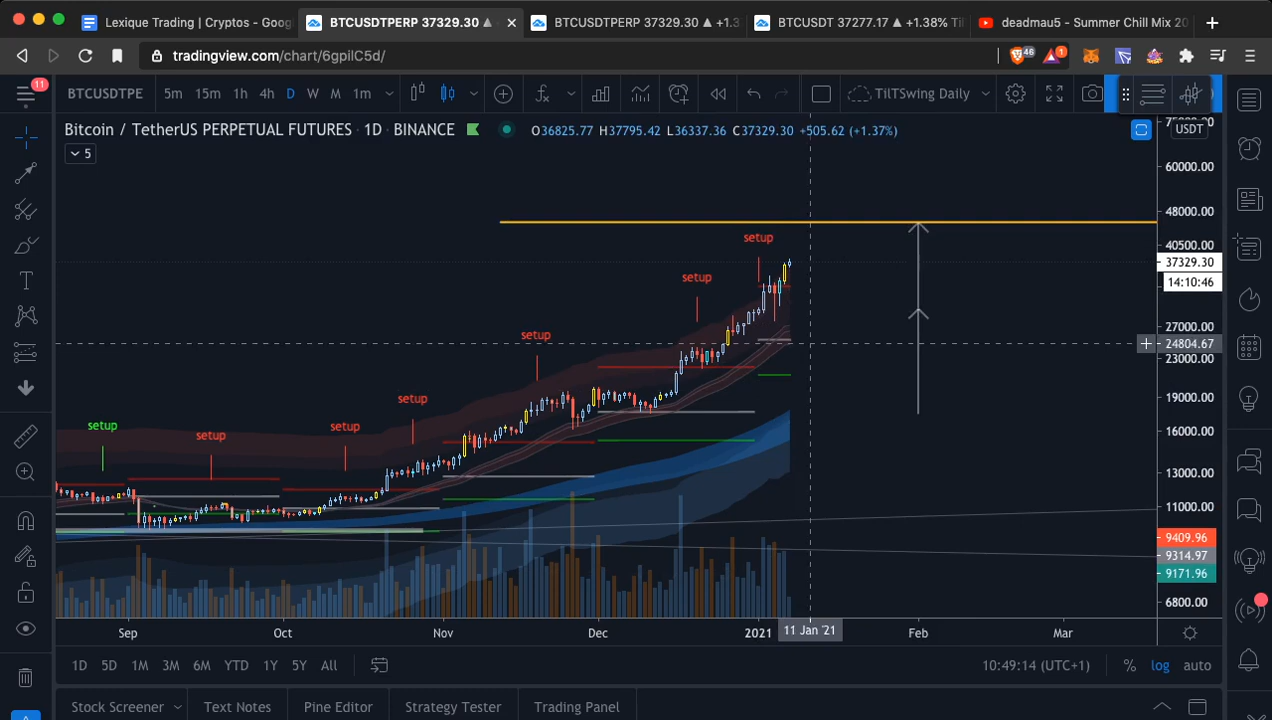 Lexique Trading | Cryptos - Goog
BTCUSDTPERP 37329.30 ▲
BTCUSDTPERP 37329.30 ▲ +1.3
BTCUSDT 37277.17 ▲ +1.38% Til
deadmau5 - Summer Chill Mix 20
tradingview.com/chart/6gpilC5d/
46
1
11
BTCUSDTPE
5m 15m 1h 4h D W M 1m
TilTSwing Daily
Bitcoin / TetherUS PERPETUAL FUTURES · 1D · BINANCE
O36825.77 H37795.42 L36337.36 C37329.30 +505.62 (+1.37%)
USDT
5
60000.00
48000.00
setup
40500.00
37329.30
setup
14:10:46
27000.00
setup
24804.67
23000.00
setup
19000.00
setup
setup
setup
16000.00
13000.00
11000.00
9409.96
9314.97
9171.96
6800.00
Sep Oct Nov Dec 2021 11 Jan '21 Feb Mar
1D 5D 1M 3M 6M YTD 1Y 5Y All
10:49:14 (UTC+1) % log auto
Stock Screener Text Notes Pine Editor Strategy Tester Trading Panel